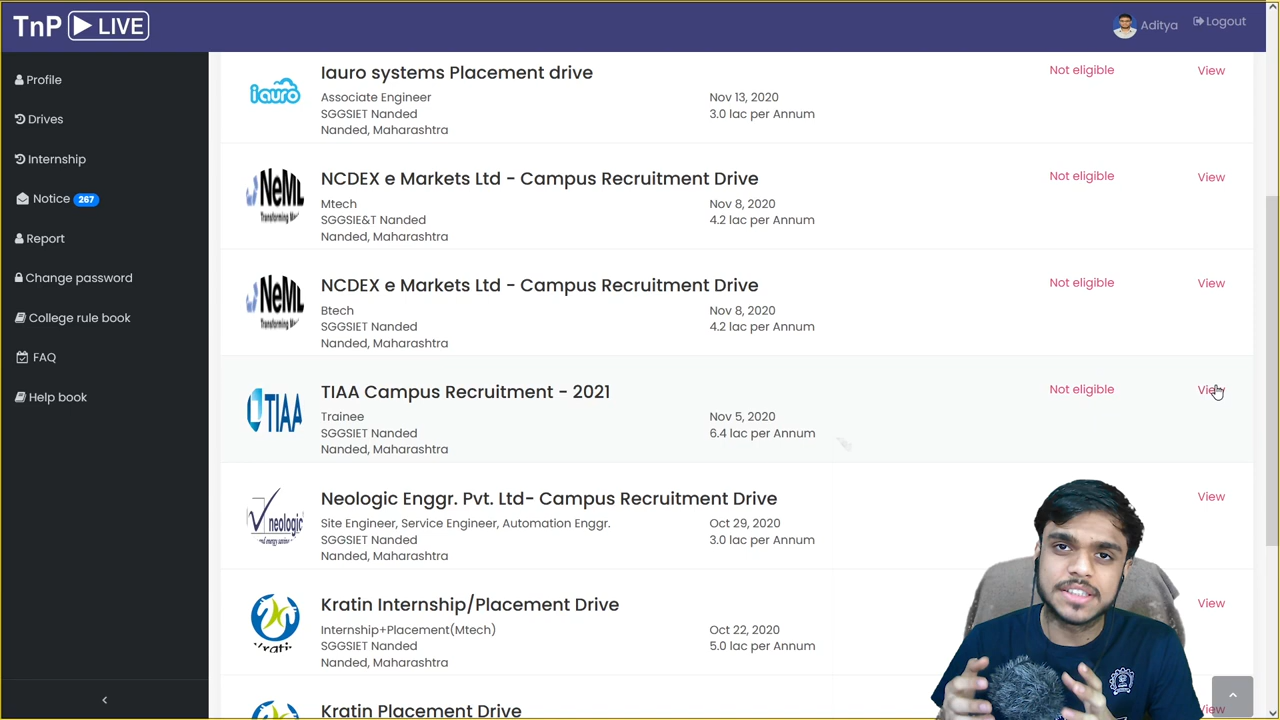 TnP LIVE
Aditya
Logout
Profile
Drives
Internship
Notice 267
Report
Change password
College rule book
FAQ
Help book
iauro
Iauro systems Placement drive
Associate Engineer
SGGSIET Nanded
Nanded, Maharashtra
Nov 13, 2020
3.0 lac per Annum
Not eligible
View
NeML
NCDEX e Markets Ltd - Campus Recruitment Drive
Mtech
SGGSIE&T Nanded
Nanded, Maharashtra
Nov 8, 2020
4.2 lac per Annum
Not eligible
View
NeML
NCDEX e Markets Ltd - Campus Recruitment Drive
Btech
SGGSIET Nanded
Nanded, Maharashtra
Nov 8, 2020
4.2 lac per Annum
Not eligible
View
TIAA
TIAA Campus Recruitment - 2021
Trainee
SGGSIET Nanded
Nanded, Maharashtra
Nov 5, 2020
6.4 lac per Annum
Not eligible
View
neologic
Neologic Enggr. Pvt. Ltd- Campus Recruitment Drive
Site Engineer, Service Engineer, Automation Enggr.
SGGSIET Nanded
Nanded, Maharashtra
Oct 29, 2020
3.0 lac per Annum
View
Kratin Internship/Placement Drive
Internship+Placement(Mtech)
SGGSIET Nanded
Nanded, Maharashtra
Oct 22, 2020
5.0 lac per Annum
View
Kratin Placement Drive
View